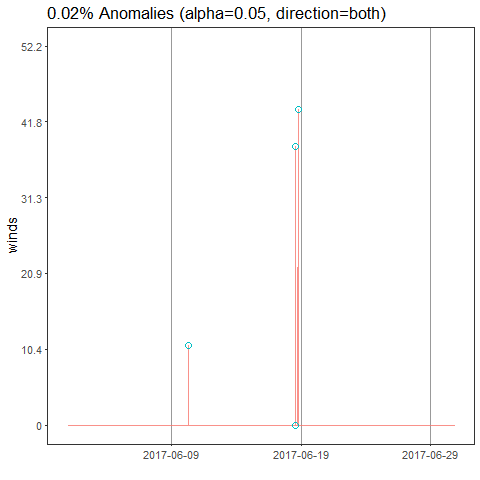 0.02% Anomalies (alpha=0.05, direction=both)
52.2
41.8
31.3
20.9
10.4
0
winds
2017-06-09 2017-06-19 2017-06-29